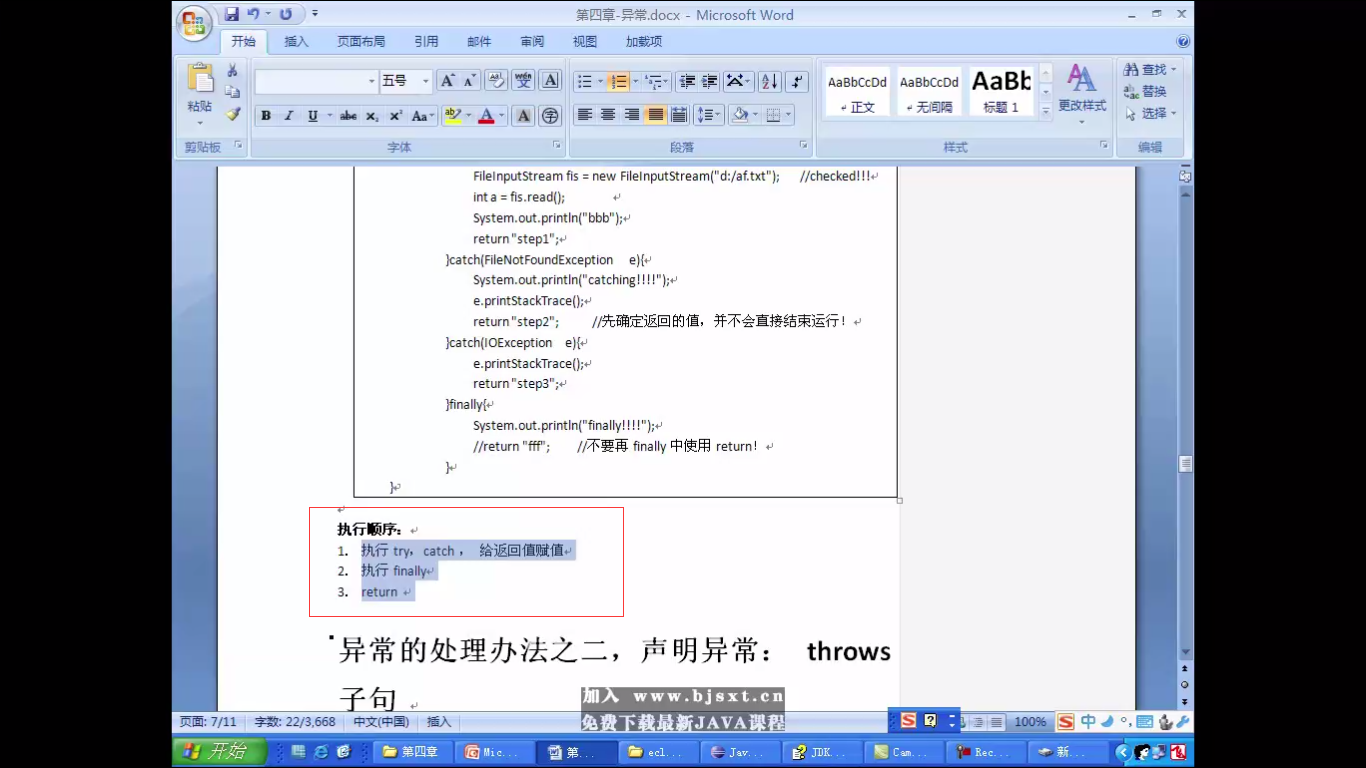 第四章-异常.docx - Microsoft Word
开始 插入 页面布局 引用 邮件 审阅 视图 加载项
粘贴
五号
AaBbCcDd AaBbCcDd AaBb
正文 无间隔 标题 1
更改样式
查找
替换
选择
剪贴板 字体 段落 样式 编辑
FileInputStream fis = new FileInputStream("d:/af.txt"); //checked!!!
int a = fis.read();
System.out.println("bbb");
return "step1";
}catch(FileNotFoundException e){
System.out.println("catching!!!!");
e.printStackTrace();
return "step2"; //先确定返回的值，并不会直接结束运行！
}catch(IOException e){
e.printStackTrace();
return "step3";
}finally{
System.out.println("finally!!!!");
//return "fff"; //不要再 finally 中使用 return！
}
}
执行顺序：
1. 执行 try，catch ， 给返回值赋值
2. 执行 finally
3. return
异常的处理办法之二，声明异常： throws
子句
加入 www.bjsxt.cn
免费下载最新JAVA课程
页面: 7/11 字数: 22/3,668 中文(中国) 插入 100% 中
开始 第四章 Mic... 第... ecl... Jav... JDK... Cam... Rec... 新...